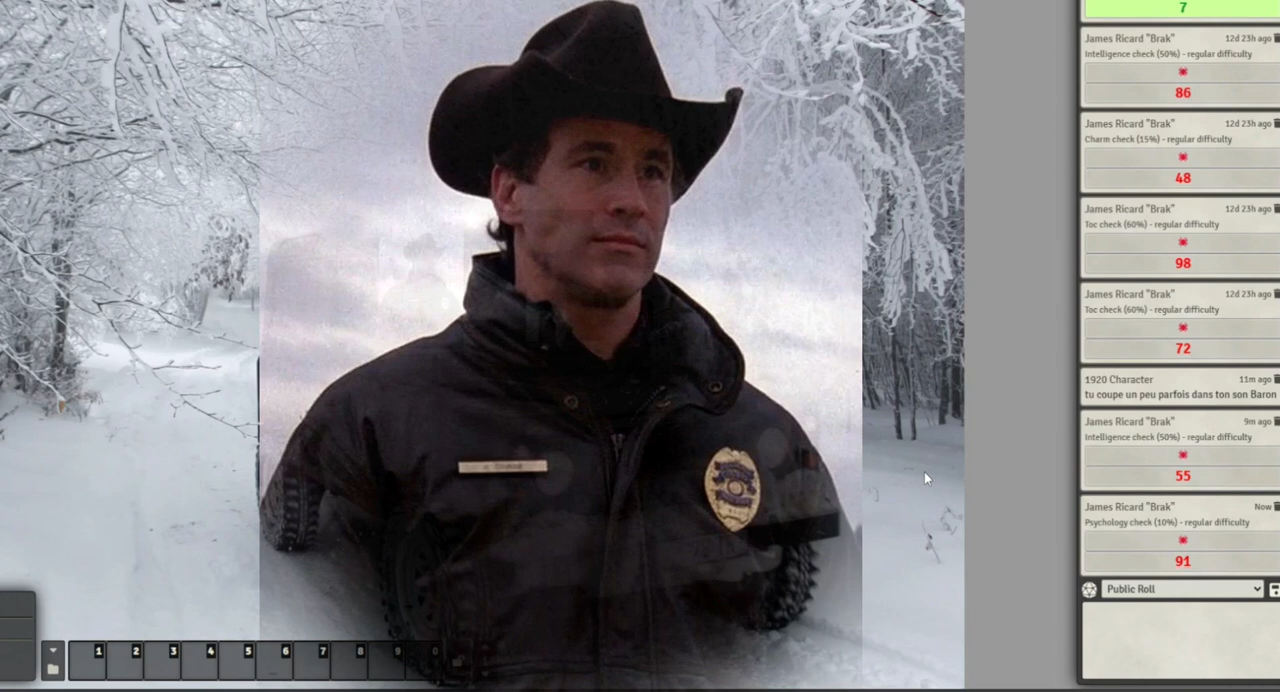 7
James Ricard "Brak" 12d 23h ago
Intelligence check (50%) - regular difficulty
86
James Ricard "Brak" 12d 23h ago
Charm check (15%) - regular difficulty
48
James Ricard "Brak" 12d 23h ago
Toc check (60%) - regular difficulty
98
James Ricard "Brak" 12d 23h ago
Toc check (60%) - regular difficulty
72
1920 Character 11m ago
tu coupe un peu parfois dans ton son Baron
James Ricard "Brak" 9m ago
Intelligence check (50%) - regular difficulty
55
James Ricard "Brak" Now
Psychology check (10%) - regular difficulty
91
Public Roll
1 2 3 4 5 6 7 8 9 0